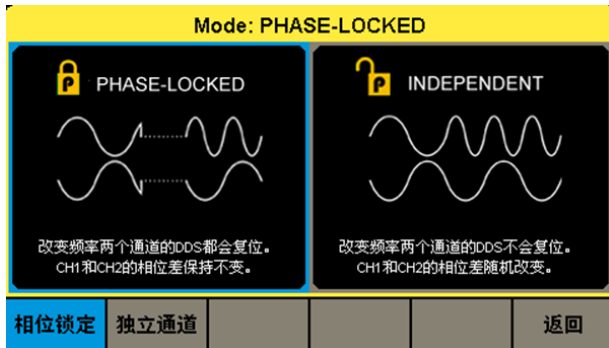 Mode: PHASE-LOCKED
P PHASE-LOCKED
改变频率两个通道的DDS都会复位。
CH1和CH2的相位差保持不变。
P INDEPENDENT
改变频率两个通道的DDS不会复位。
CH1和CH2的相位差随机改变。
相位锁定 独立通道 返回